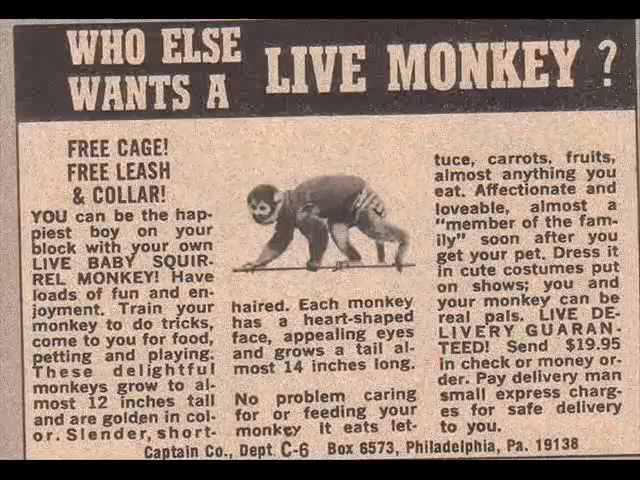 WHO ELSE
WANTS A
LIVE MONKEY ?
FREE CAGE!
FREE LEASH
& COLLAR!
YOU can be the hap-
piest boy on your
block with your own
LIVE BABY SQUIR-
REL MONKEY! Have
loads of fun and en-
joyment. Train your
monkey to do tricks,
come to you for food,
petting and playing.
These delightful
monkeys grow to al-
most 12 inches tall
and are golden in col-
or. Slender, short-
haired. Each monkey
has a heart-shaped
face, appealing eyes
and grows a tail al-
most 14 inches long.
No problem caring
for or feeding your
monkey It eats let-
tuce, carrots, fruits,
almost anything you
eat. Affectionate and
loveable, almost a
"member of the fam-
ily" soon after you
get your pet. Dress it
in cute costumes put
on shows; you and
your monkey can be
real pals. LIVE DE-
LIVERY GUARAN-
TEED! Send $19.95
in check or money or-
der. Pay delivery man
small express charg-
es for safe delivery
to you.
Captain Co., Dept C-6 Box 6573, Philadelphia, Pa. 19138